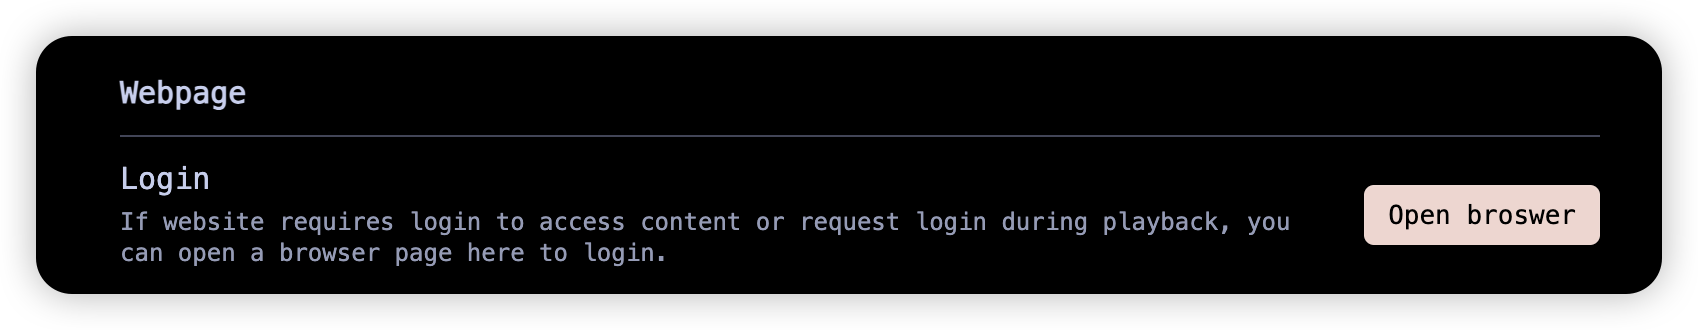 Webpage
Login
If website requires login to access content or request login during playback, you
can open a browser page here to login.
Open broswer